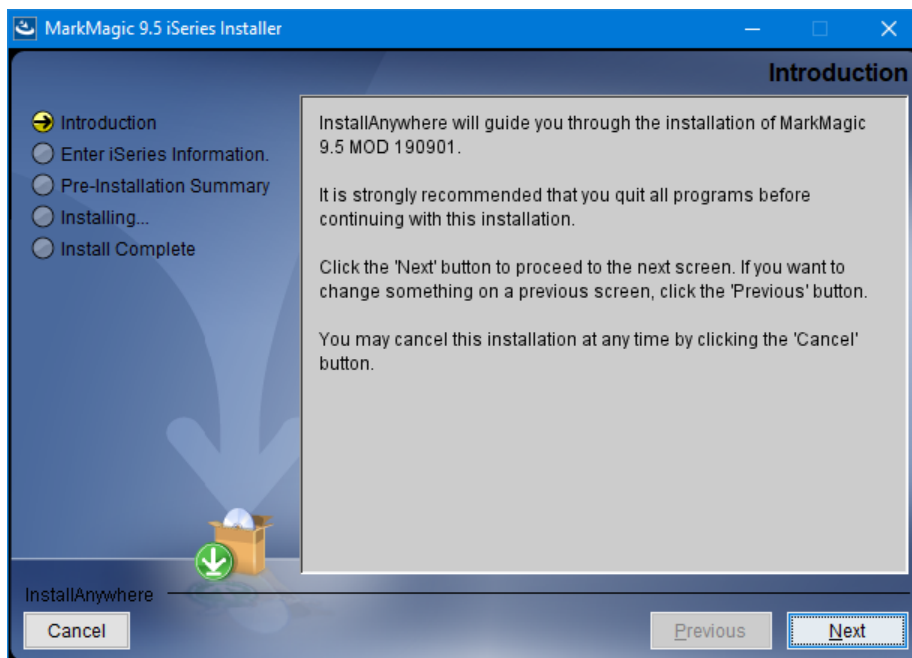 MarkMagic 9.5 iSeries Installer
Introduction
Introduction
Enter iSeries Information.
Pre-Installation Summary
Installing...
Install Complete
InstallAnywhere will guide you through the installation of MarkMagic
9.5 MOD 190901.
It is strongly recommended that you quit all programs before
continuing with this installation.
Click the 'Next' button to proceed to the next screen. If you want to
change something on a previous screen, click the 'Previous' button.
You may cancel this installation at any time by clicking the 'Cancel'
button.
InstallAnywhere
Cancel
Previous
Next